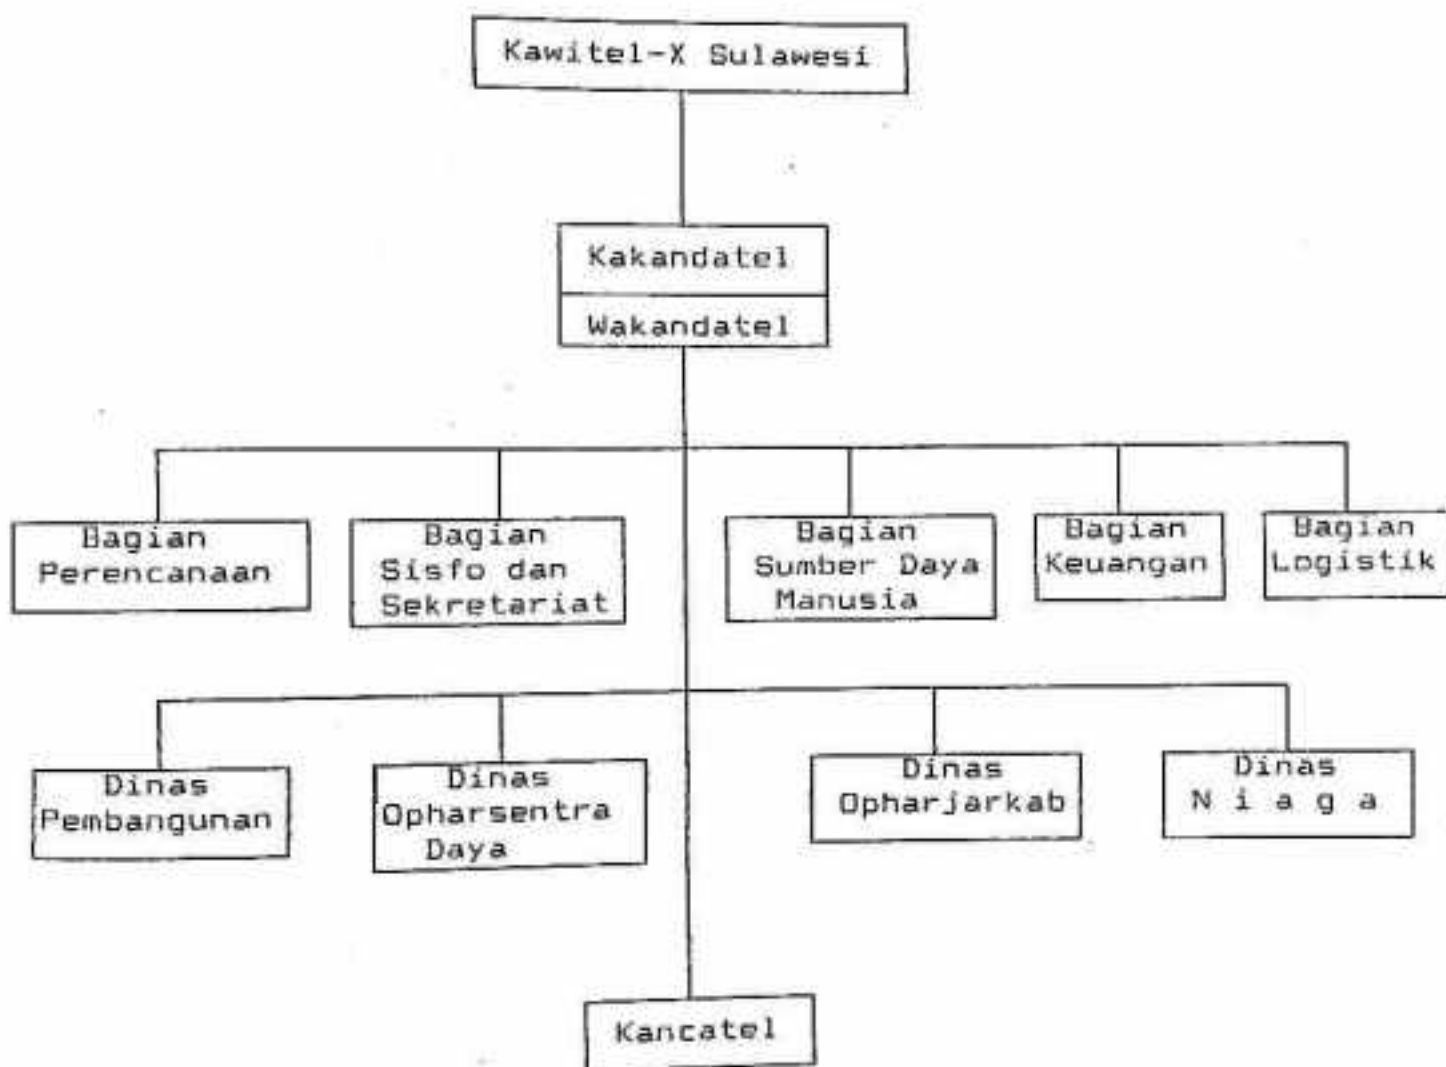 Kawitel-X Sulawesi
Kakandatel
Wakandatel
Bagian
Perencanaan
Bagian
Sisfo dan
Sekretariat
Bagian
Sumber Daya
Manusia
Bagian
Keuangan
Bagian
Logistik
Dinas
Pembangunan
Dinas
Opharsentra
Daya
Dinas
Opharjarkab
Dinas
N i a g a
Kancatel